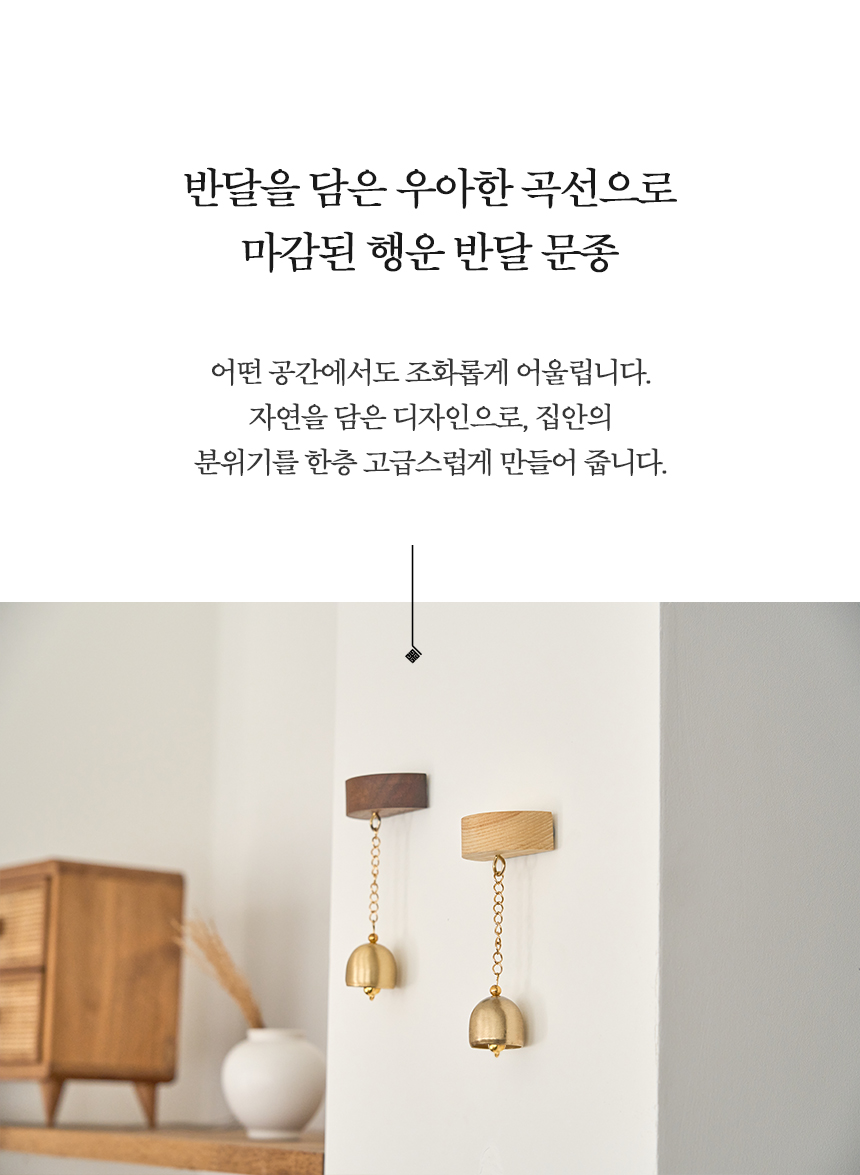 반달을 담은 우아한 곡선으로
마감된 행운 반달 문종
어떤 공간에서도 조화롭게 어울립니다.
자연을 담은 디자인으로, 집안의
분위기를 한층 고급스럽게 만들어 줍니다.